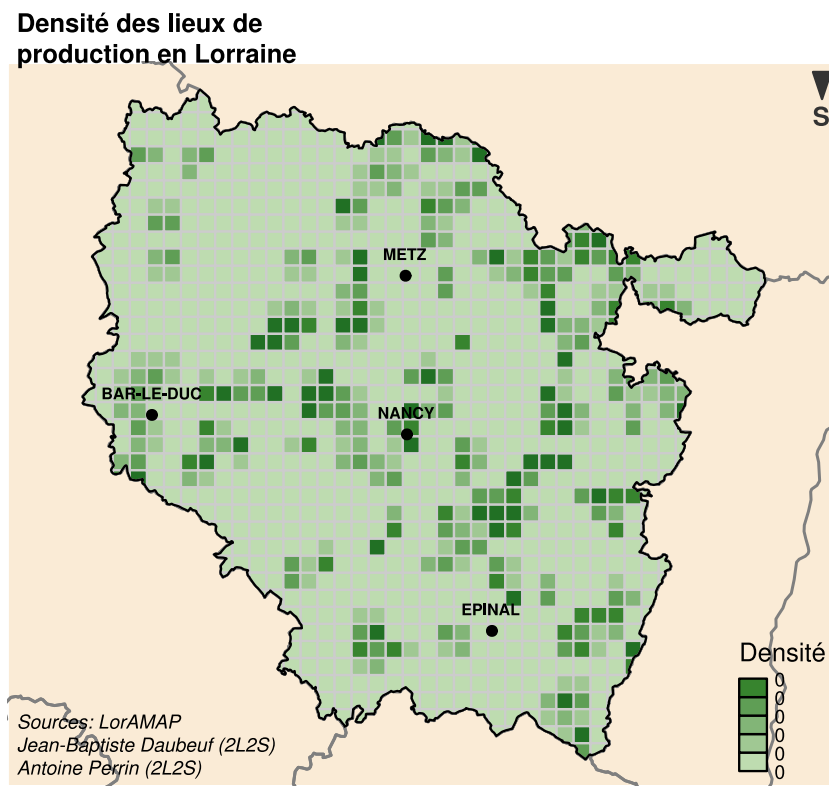 Densité des lieux de
production en Lorraine
S
METZ
BAR-LE-DUC
NANCY
EPINAL
Densité
0
0
0
0
0
0
Sources: LorAMAP
Jean-Baptiste Daubeuf (2L2S)
Antoine Perrin (2L2S)